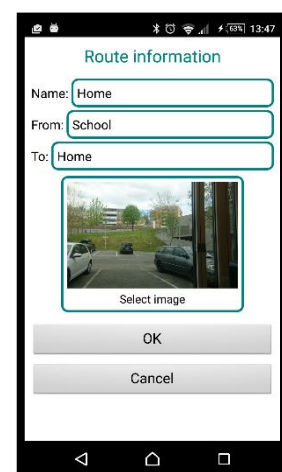 63% 13:47
Route information
Name: Home
From: School
To: Home
Select image
OK
Cancel